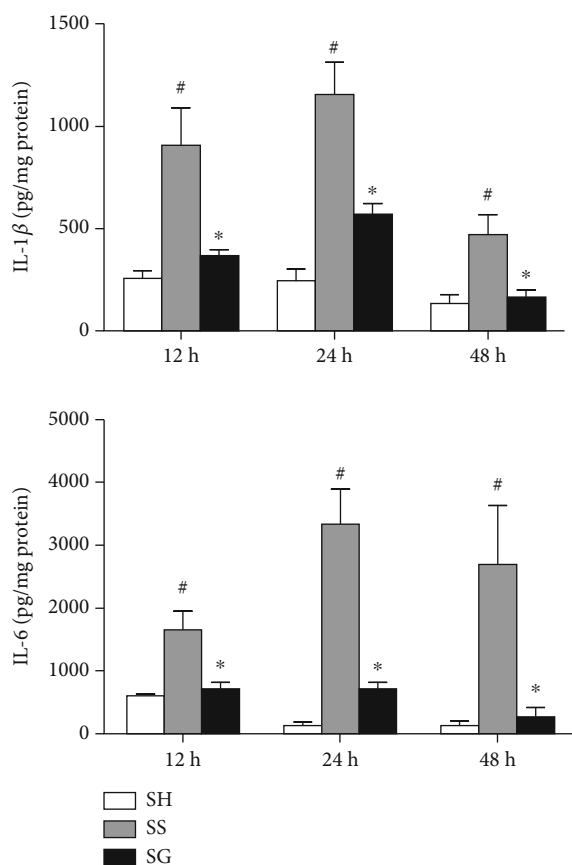 IL-1β (pg/mg protein)
1500
1000
500
0
#
*
#
*
#
*
12 h
24 h
48 h
IL-6 (pg/mg protein)
5000
4000
3000
2000
1000
0
#
*
#
*
#
*
12 h
24 h
48 h
SH
SS
SG